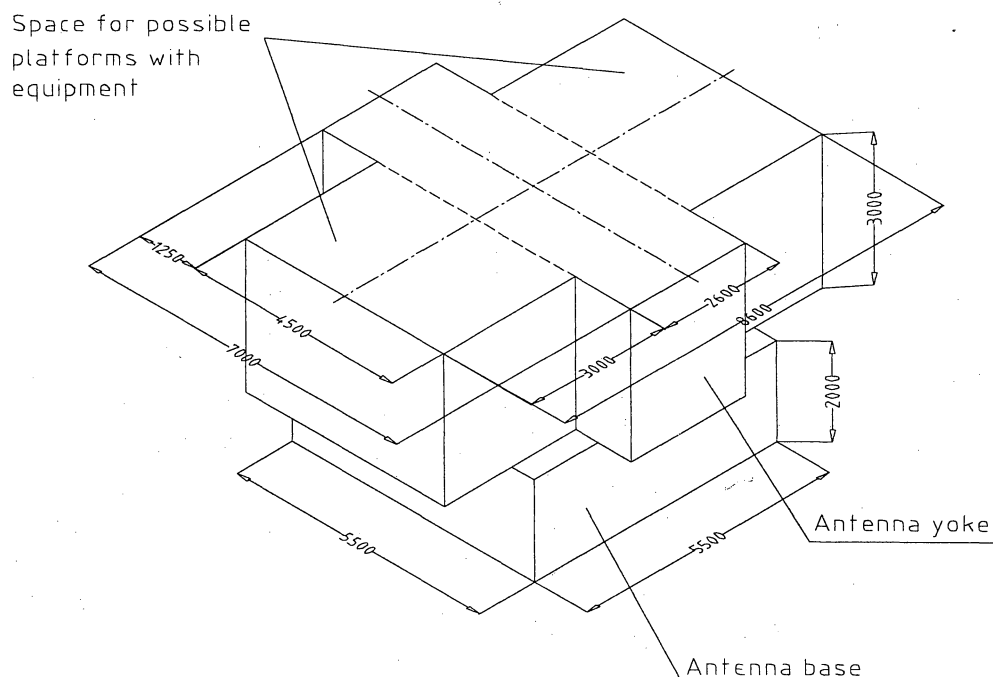 Space for possible
platforms with
equipment
3000
1250
2600
8600
4500
3000
7000
2000
Antenna yoke
5500
5500
Antenna base